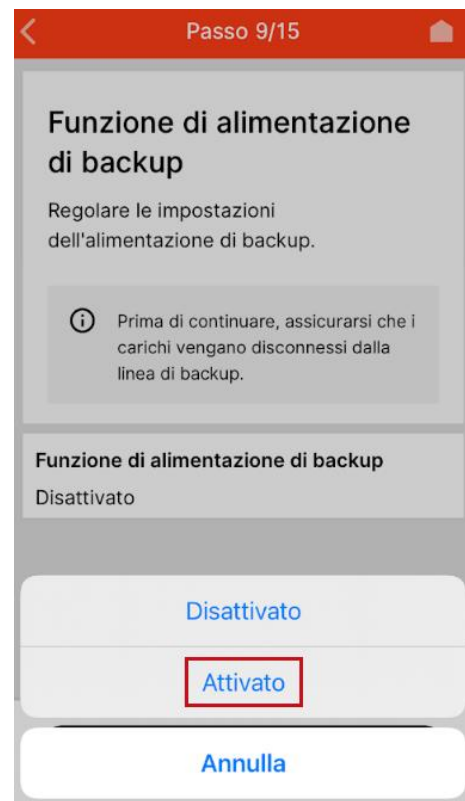 Passo 9/15
Funzione di alimentazione
di backup
Regolare le impostazioni
dell'alimentazione di backup.
Prima di continuare, assicurarsi che i
carichi vengano disconnessi dalla
linea di backup.
Funzione di alimentazione di backup
Disattivato
Disattivato
Attivato
Annulla